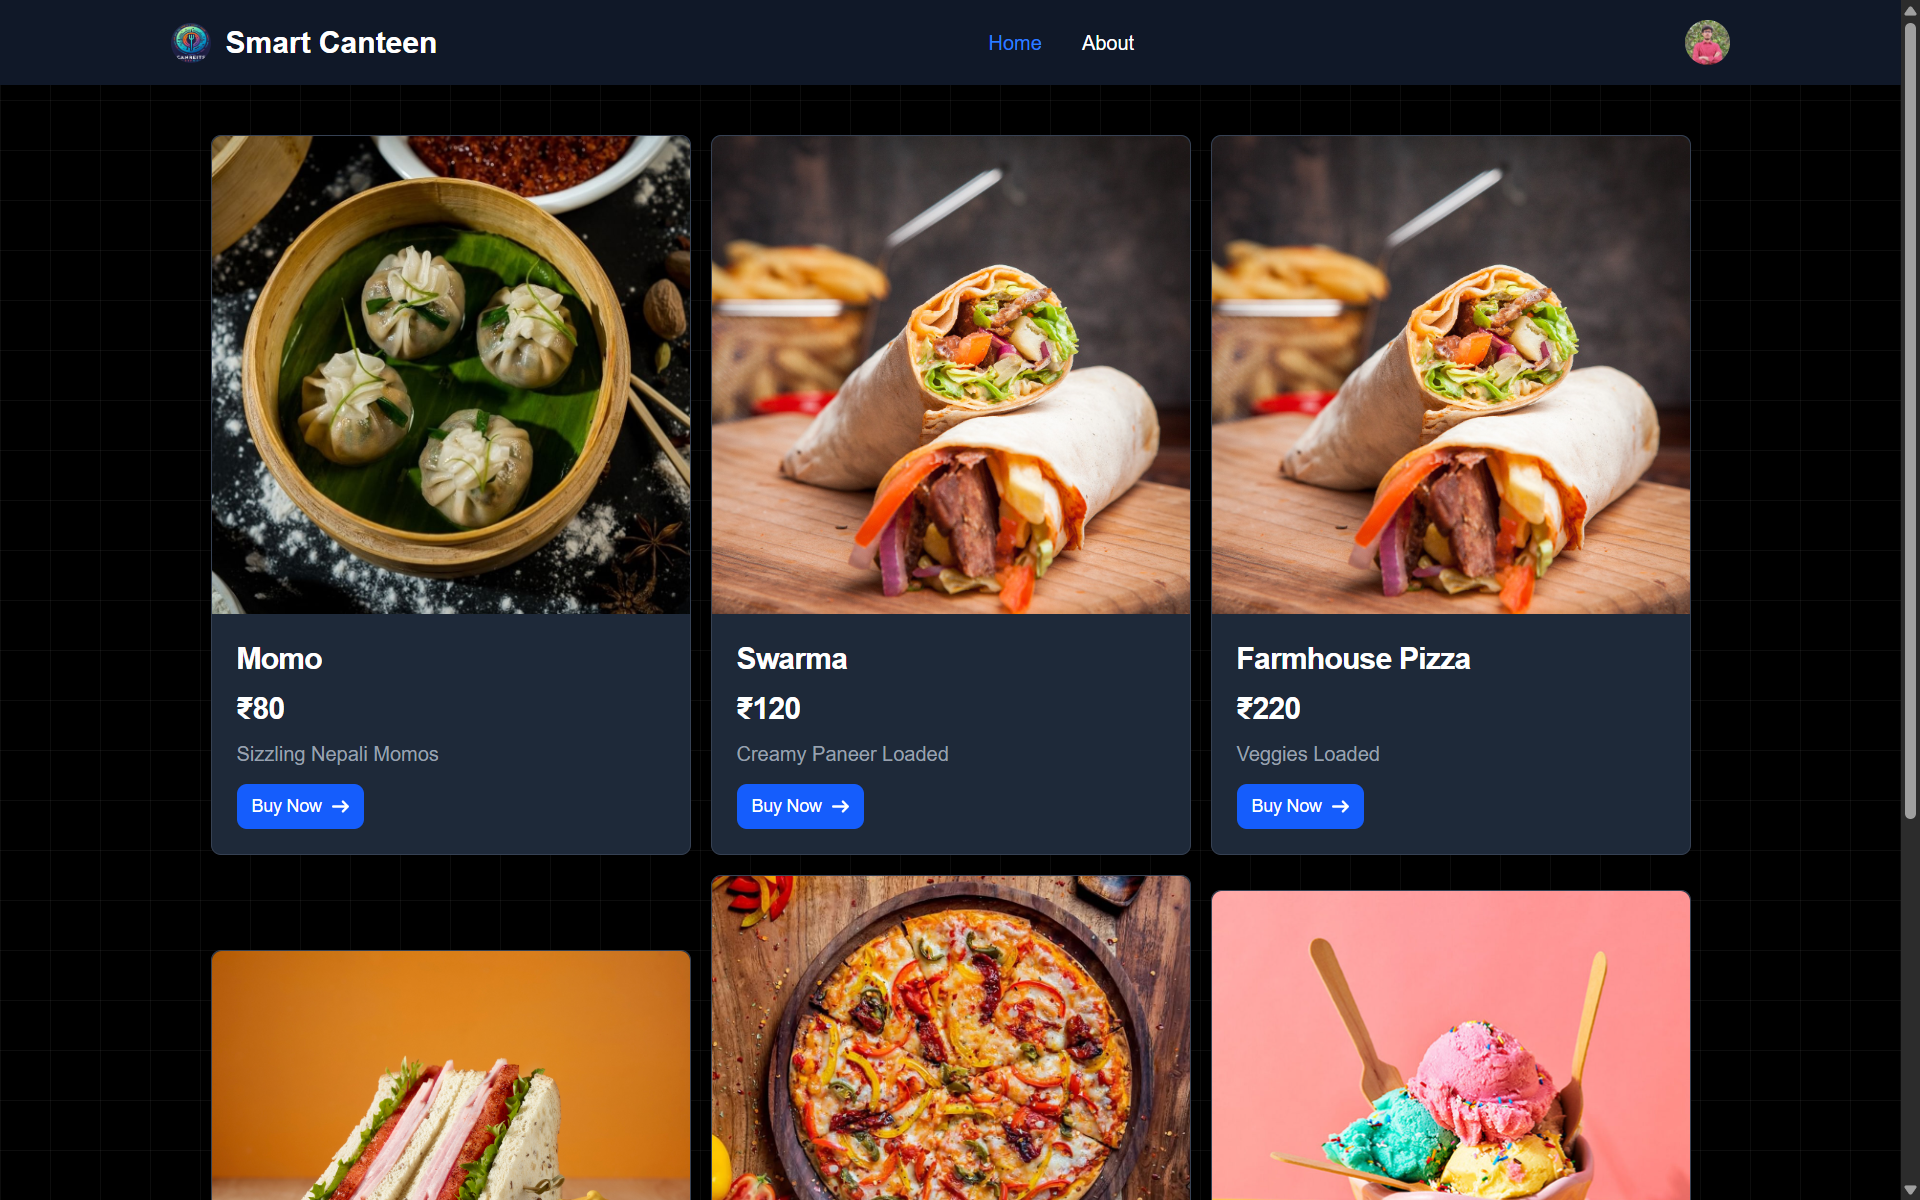 Smart Canteen
Home
About
Momo
₹80
Sizzling Nepali Momos
Buy Now →
Swarma
₹120
Creamy Paneer Loaded
Buy Now →
Farmhouse Pizza
₹220
Veggies Loaded
Buy Now →